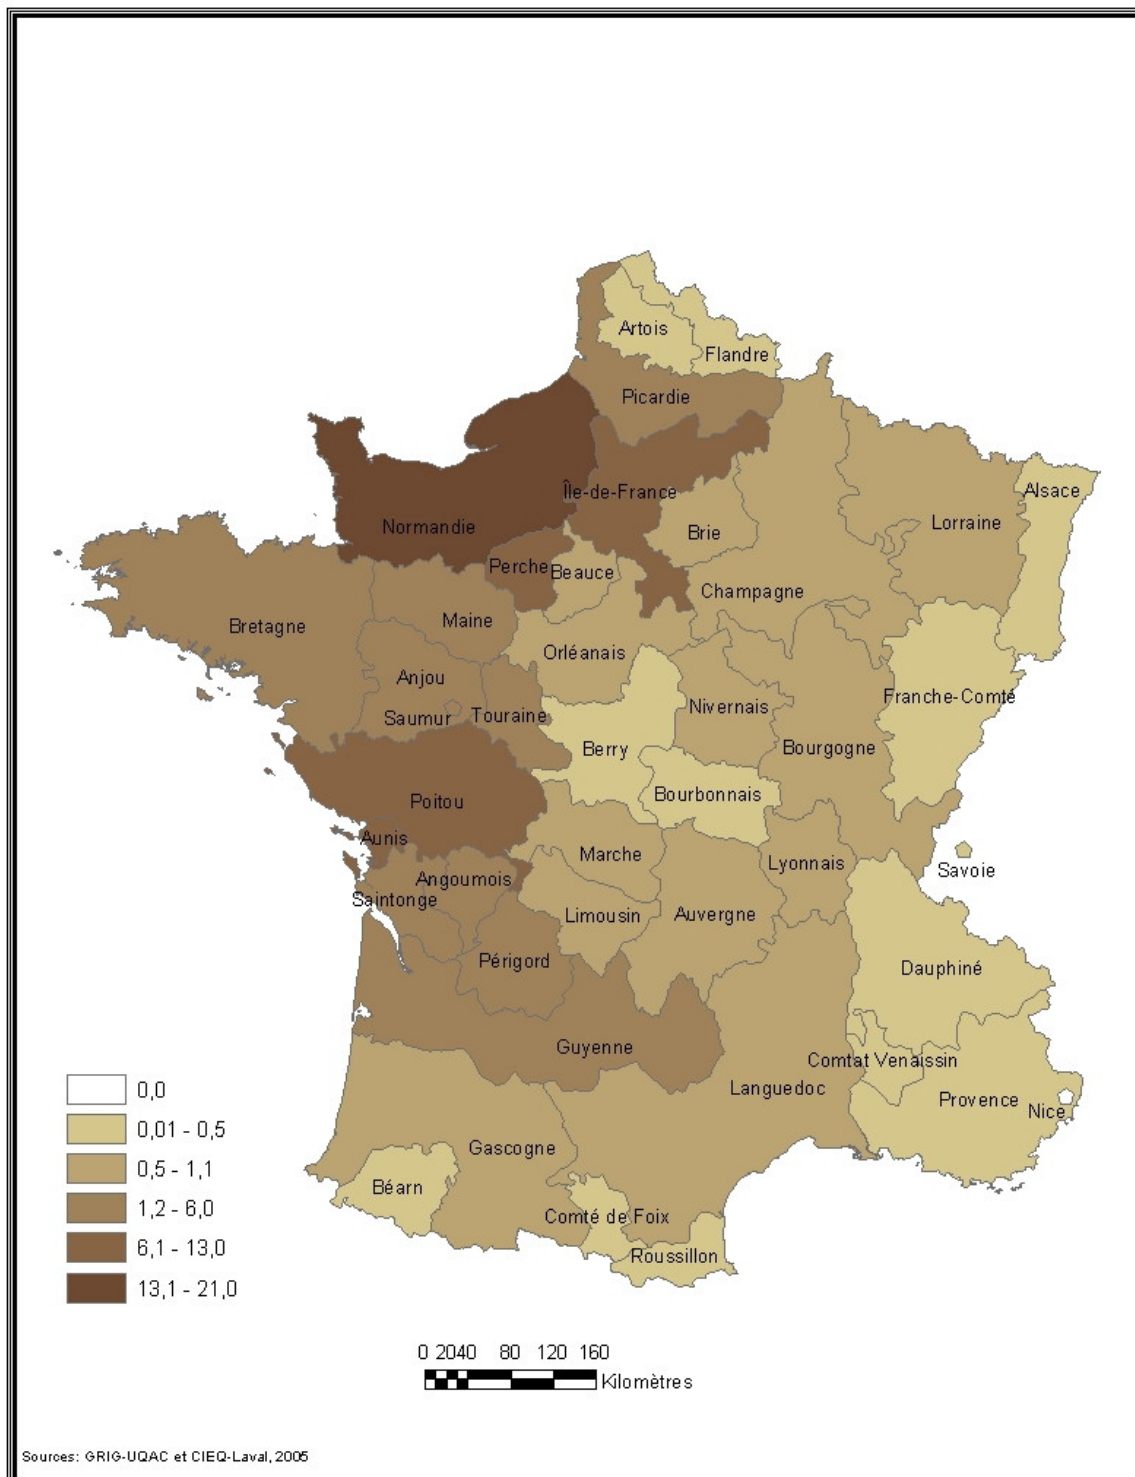 Artois
Flandre
Picardie
Île-de-France
Alsace
Normandie
Brie
Lorraine
Perche
Beauce
Champagne
Bretagne
Maine
Orléanais
Anjou
Franche-Comté
Saumur
Touraine
Nivernais
Berry
Bourgogne
Poitou
Bourbonnais
Aunis
Marche
Lyonnais
Savoie
Angoumois
Saintonge
Limousin
Auvergne
Périgord
Dauphiné
Guyenne
Comtat Venaissin
Languedoc
Provence
Nice
0,0
0,01 - 0,5
0,5 - 1,1
1,2 - 6,0
6,1 - 13,0
13,1 - 21,0
Gascogne
Béarn
Comté de Foix
Roussillon
0 2040 80 120 160
Kilomètres
Sources: GRIG-UQAC et CIEQ-Laval, 2005